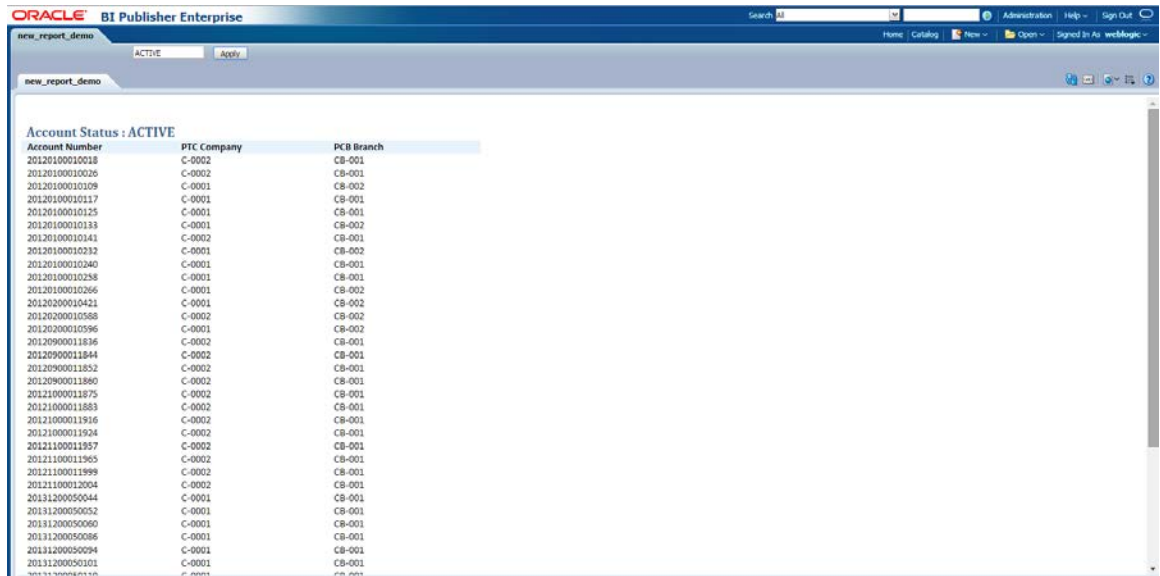 ORACLE BI Publisher Enterprise Search All Administration Help Sign Out
new_report_demo Home Catalog New Open Signed In As weblogic
ACTIVE Apply
new_report_demo
Account Status : ACTIVE
Account Number PTC Company PCB Branch
20120100010018 C-0002 CB-001
20120100010026 C-0002 CB-001
20120100010109 C-0001 CB-002
20120100010117 C-0001 CB-001
20120100010125 C-0001 CB-001
20120100010133 C-0001 CB-002
20120100010141 C-0002 CB-001
20120100010232 C-0001 CB-002
20120100010240 C-0001 CB-001
20120100010258 C-0001 CB-001
20120100010266 C-0001 CB-002
20120200010421 C-0001 CB-002
20120200010588 C-0002 CB-002
20120200010596 C-0001 CB-002
20120900011836 C-0002 CB-001
20120900011844 C-0002 CB-001
20120900011852 C-0002 CB-001
20120900011860 C-0002 CB-001
20121000011875 C-0002 CB-001
20121000011883 C-0002 CB-001
20121000011916 C-0002 CB-001
20121000011924 C-0002 CB-001
20121100011957 C-0002 CB-001
20121100011965 C-0002 CB-001
20121100011999 C-0002 CB-001
20121100012004 C-0002 CB-001
20131200050044 C-0001 CB-001
20131200050052 C-0001 CB-001
20131200050060 C-0001 CB-001
20131200050086 C-0001 CB-001
20131200050094 C-0001 CB-001
20131200050101 C-0001 CB-001